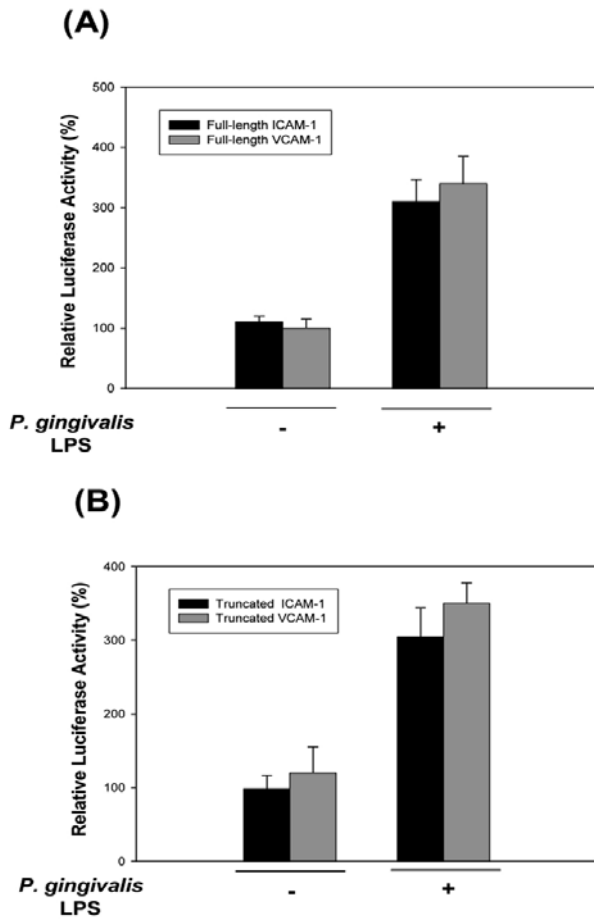 (A)
Relative Luciferase Activity (%)
500
400
300
200
100
0
Full-length ICAM-1
Full-length VCAM-1
P. gingivalis
LPS
-
+
(B)
Relative Luciferase Activity (%)
400
300
200
100
0
Truncated ICAM-1
Truncated VCAM-1
P. gingivalis
LPS
-
+